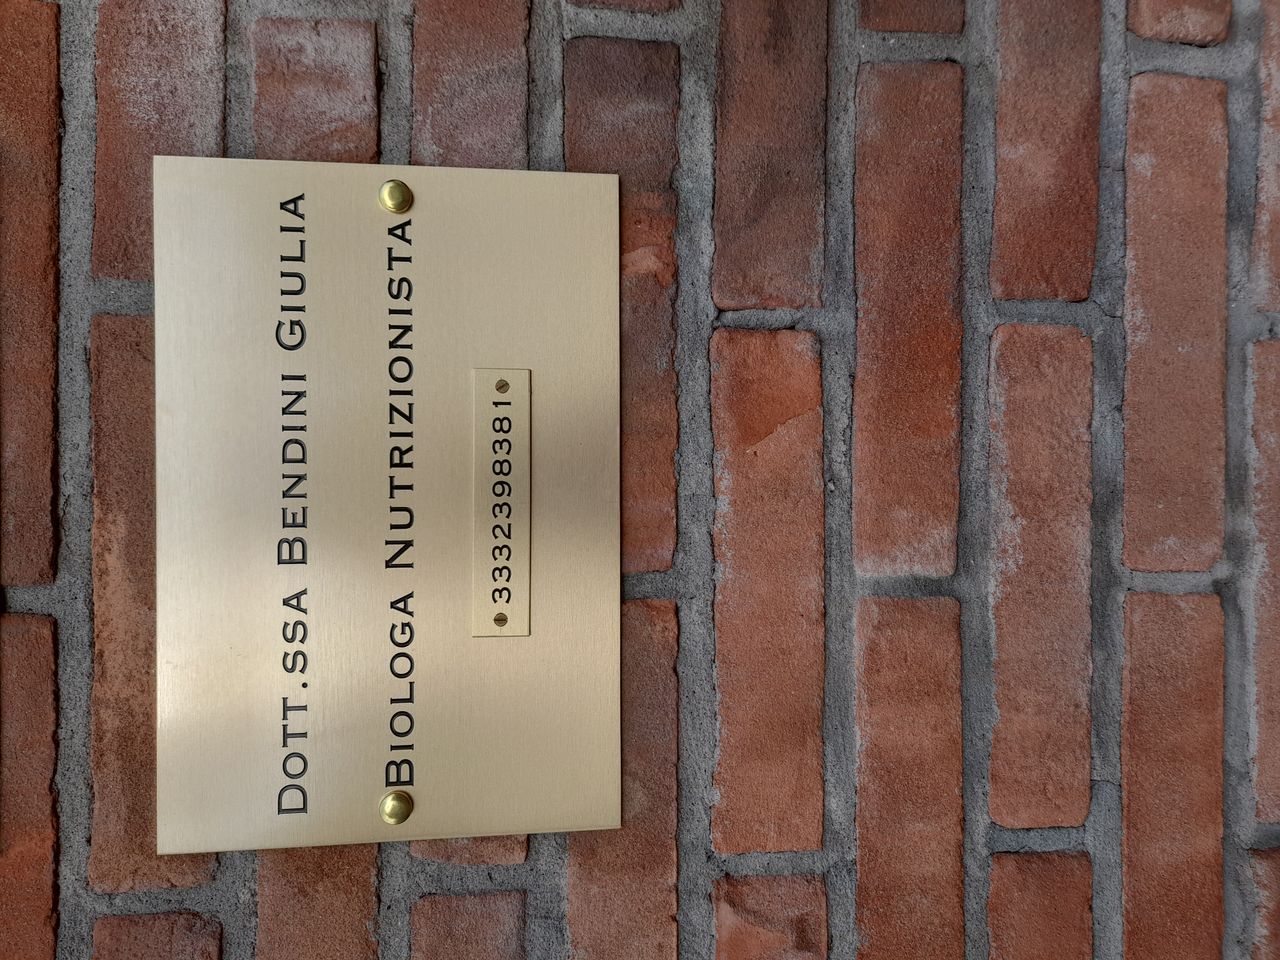 DOTT.SSA BENDINI GIULIA
BIOLOGA NUTRIZIONISTA
3332398381